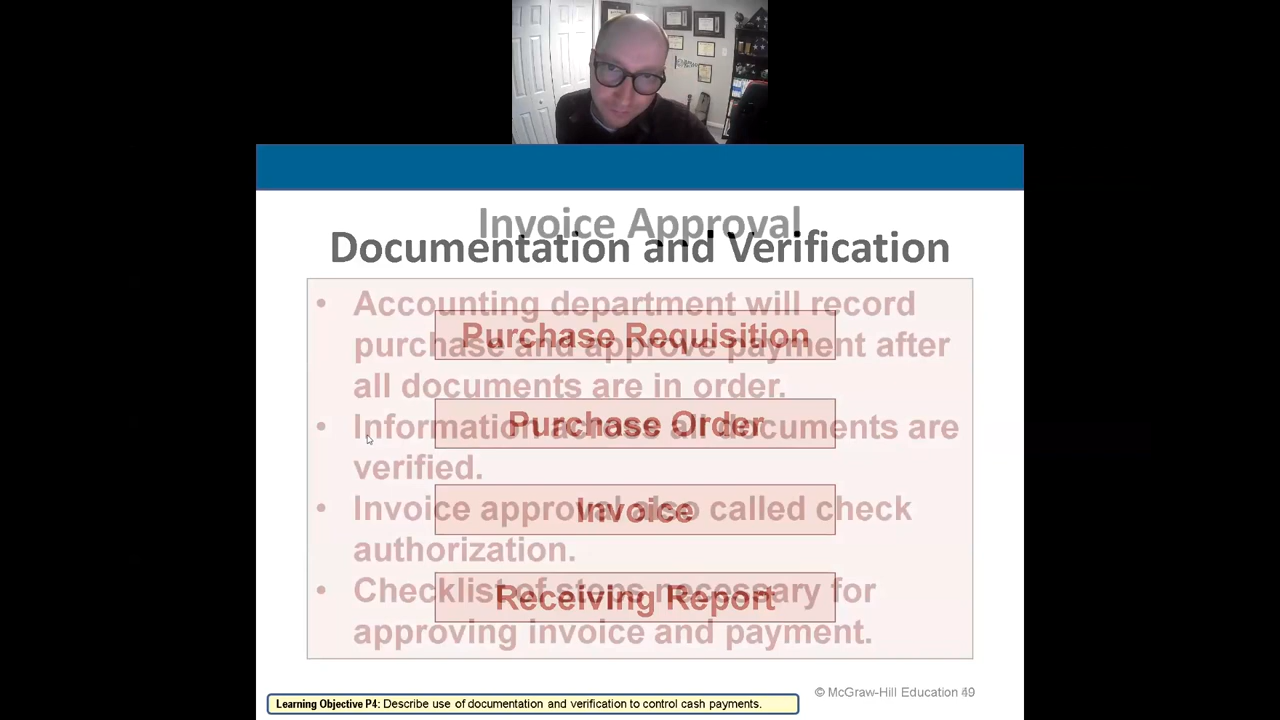 Invoice Approval
Documentation and Verification
• Accounting department will record
Purchase Requisition
purchase and approve payment after
all documents are in order.
• Information across all documents are
Purchase Order
verified.
• Invoice approval also called check
Invoice
authorization.
• Checklist of steps necessary for
Receiving Report
approving invoice and payment.
© McGraw-Hill Education 49
Learning Objective P4: Describe use of documentation and verification to control cash payments.